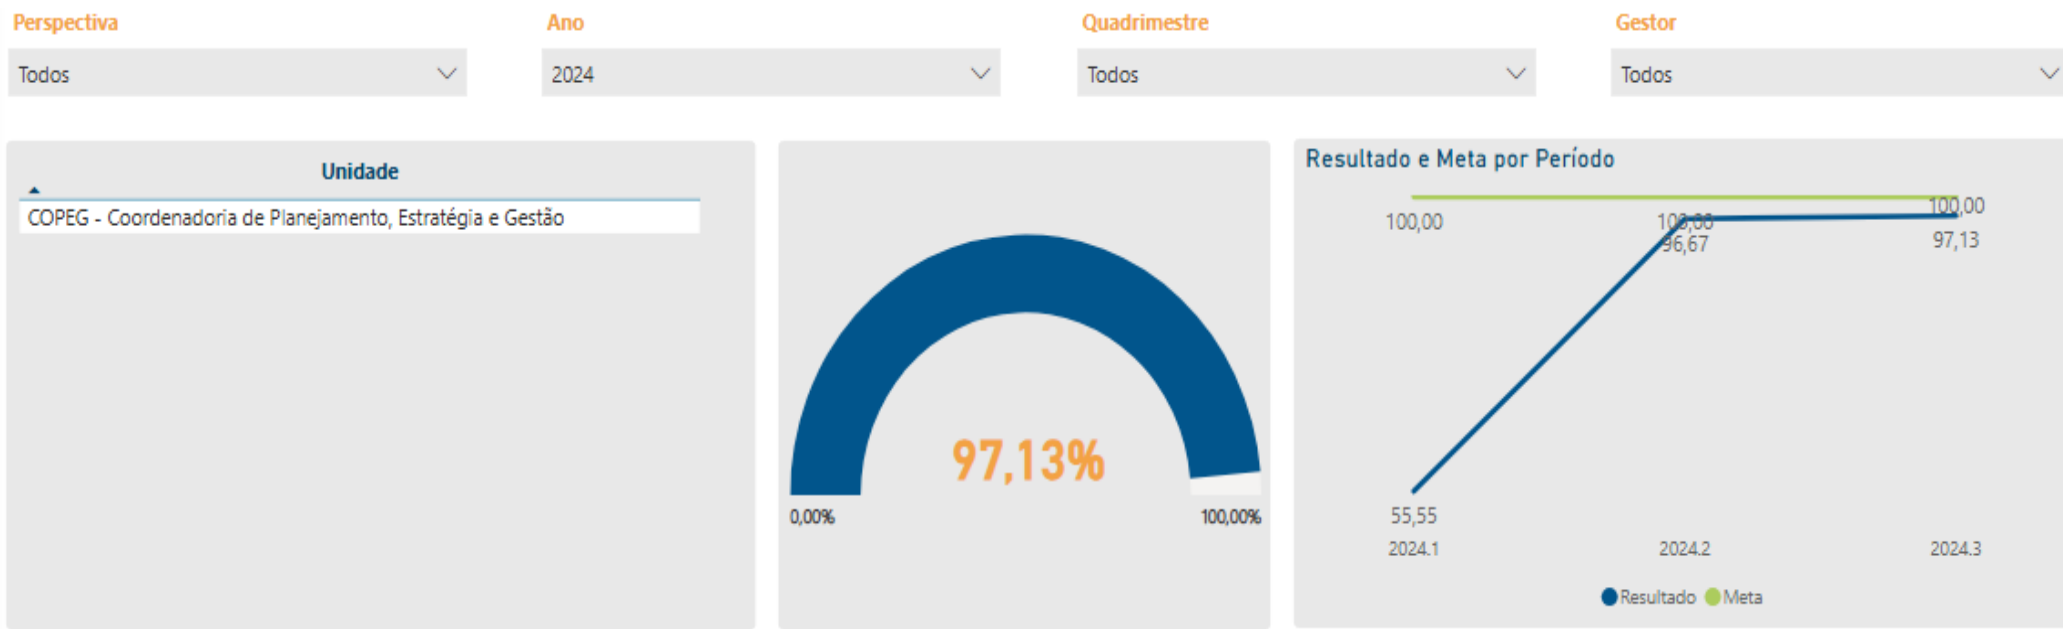 Perspectiva
Todos
Ano
2024
Quadrimestre
Todos
Gestor
Todos
Unidade
COPEG - Coordenadoria de Planejamento, Estratégia e Gestão
97,13%
0,00%
100,00%
Resultado e Meta por Período
100,00
100,00
100,00
96,67
97,13
55,55
2024.1
2024.2
2024.3
Resultado
Meta